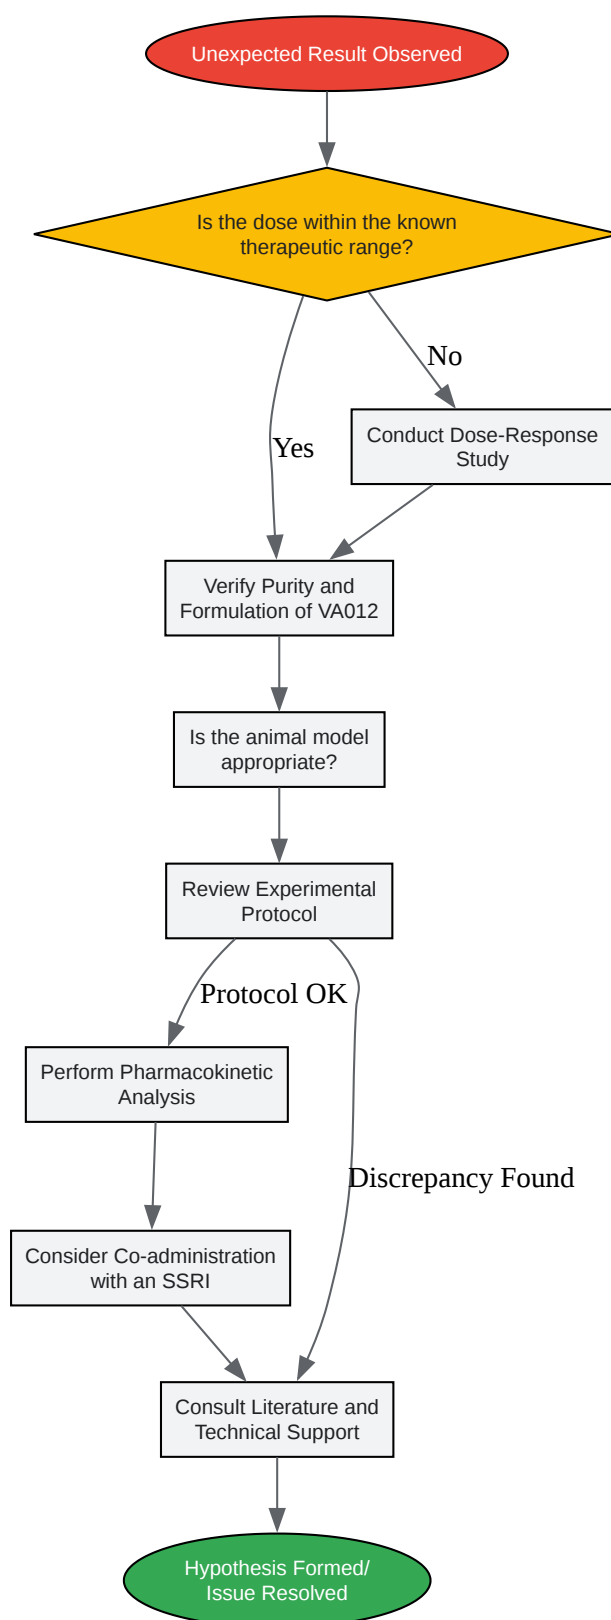 Unexpected Result Observed
Is the dose within the known
therapeutic range?
No
Conduct Dose-Response
Study
Yes
Verify Purity and
Formulation of VA012
Is the animal model
appropriate?
Review Experimental
Protocol
Protocol OK
Perform Pharmacokinetic
Analysis
Discrepancy Found
Consider Co-administration
with an SSRI
Consult Literature and
Technical Support
Hypothesis Formed/
Issue Resolved